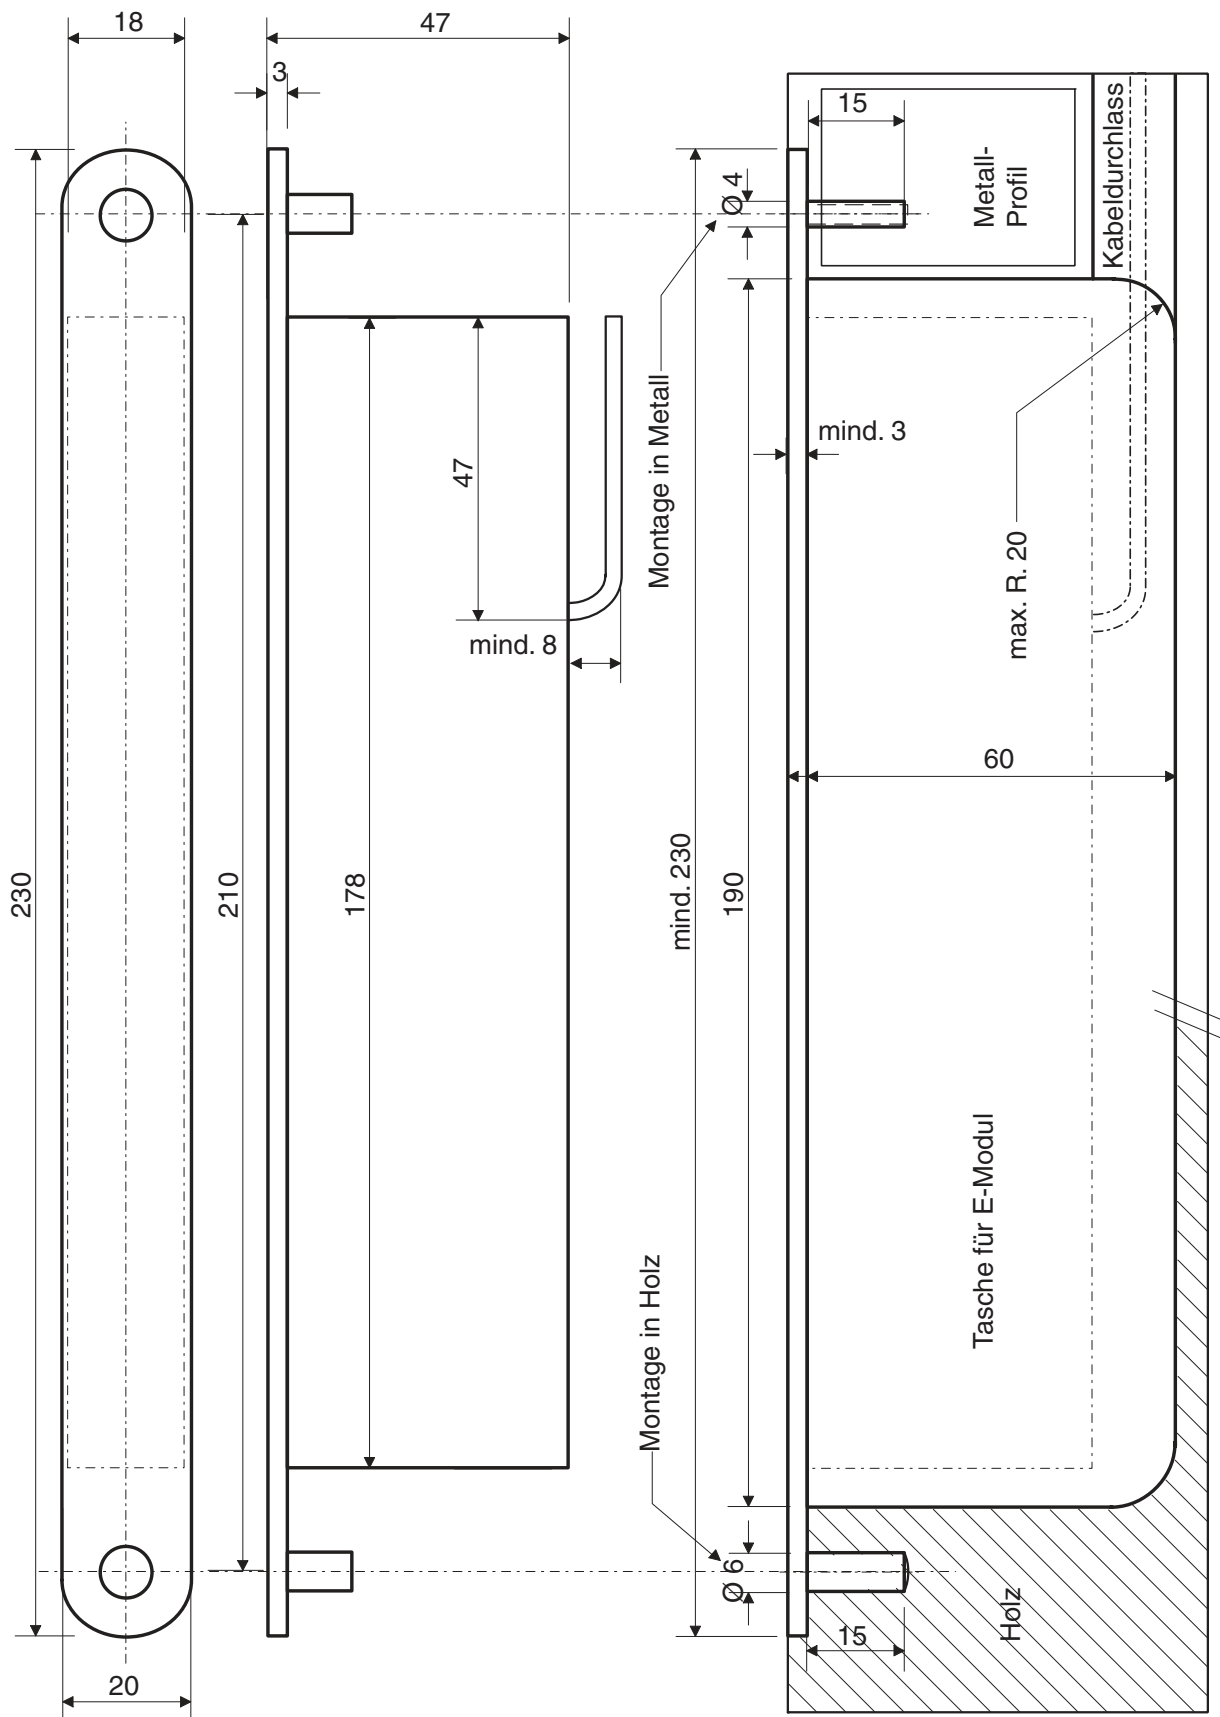 18
47
3
15
Metall-
Profil
Kabeldurchlass
Ø 4
Montage in Metall
47
mind. 3
max. R. 20
mind. 8
60
230
210
178
mind. 230
190
Tasche für E-Modul
Montage in Holz
Ø 6
15
Holz
20